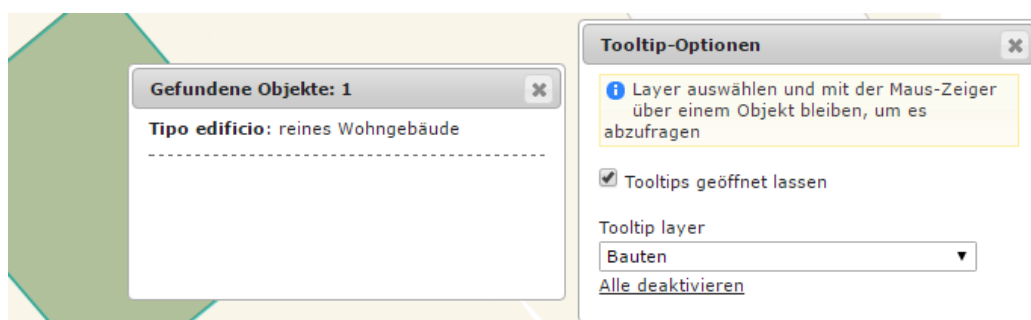 Gefundene Objekte: 1
Tipo edificio: reines Wohngebäude
Tooltip-Optionen
Layer auswählen und mit der Maus-Zeiger
über einem Objekt bleiben, um es
abzufragen
Tooltips geöffnet lassen
Tooltip layer
Bauten
Alle deaktivieren